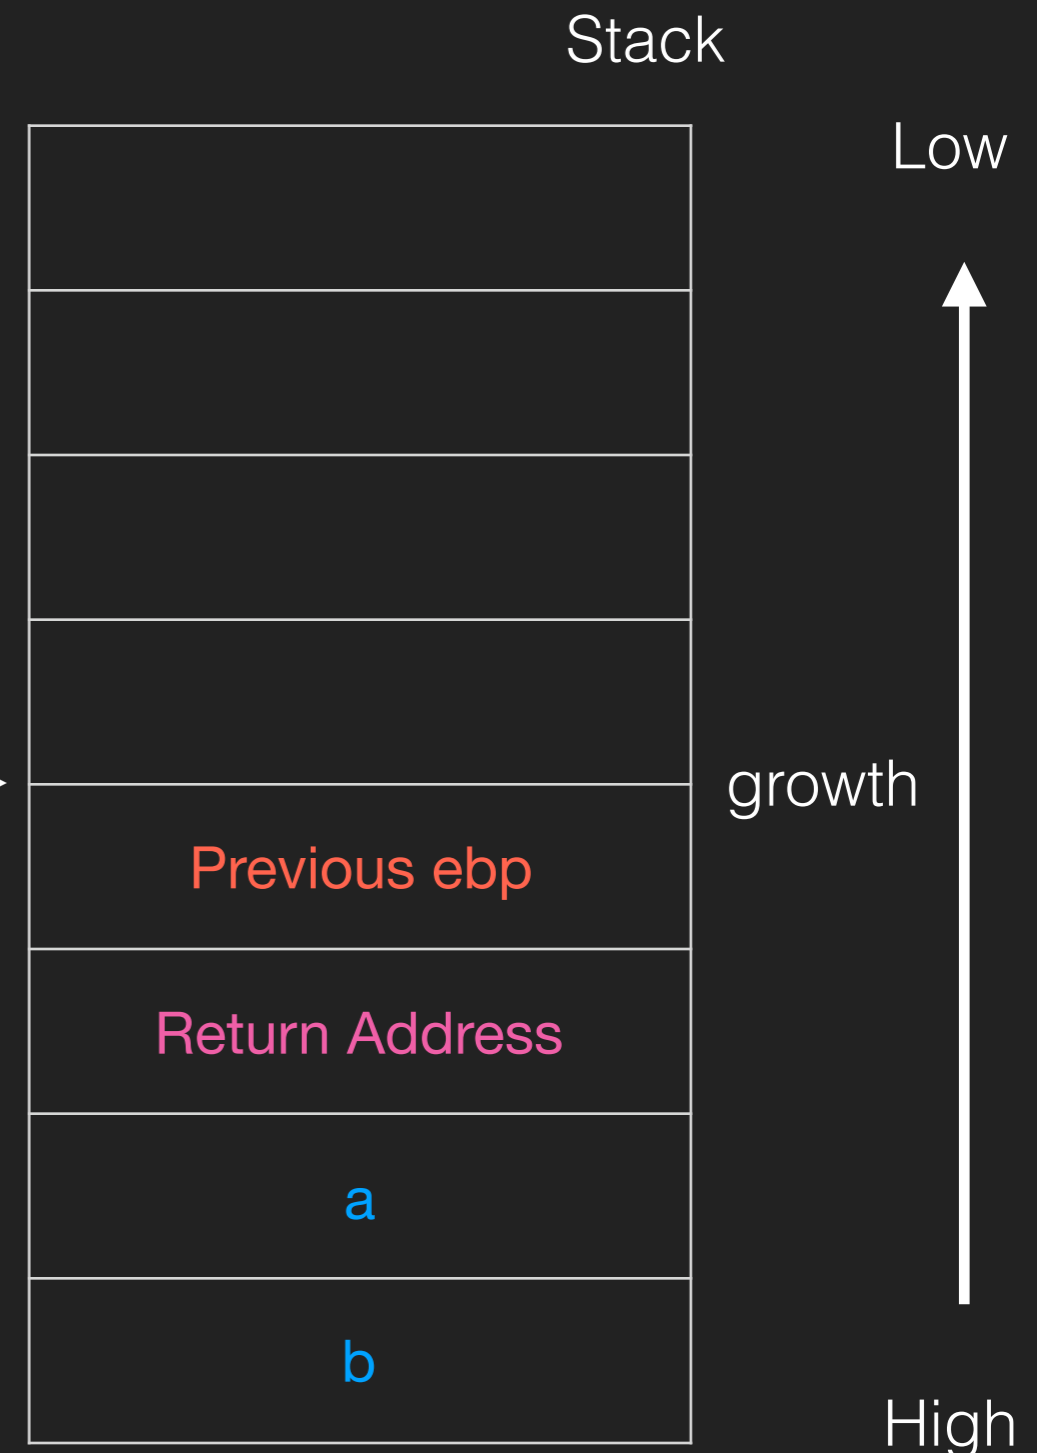 Stack
Low
growth
Previous ebp
Return Address
a
b
High